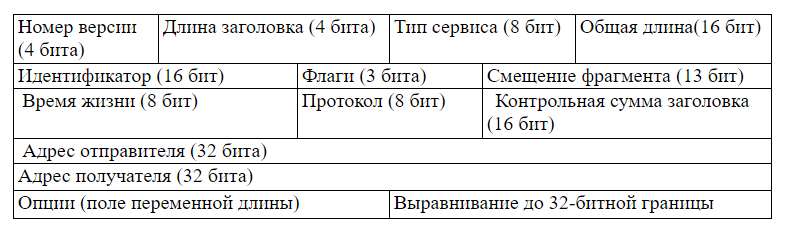 Номер версии (4 бита)
Длина заголовка (4 бита)
Тип сервиса (8 бит)
Общая длина(16 бит)
Идентификатор (16 бит)
Флаги (3 бита)
Смещение фрагмента (13 бит)
Время жизни (8 бит)
Протокол (8 бит)
Контрольная сумма заголовка (16 бит)
Адрес отправителя (32 бита)
Адрес получателя (32 бита)
Опции (поле переменной длины)
Выравнивание до 32-битной границы